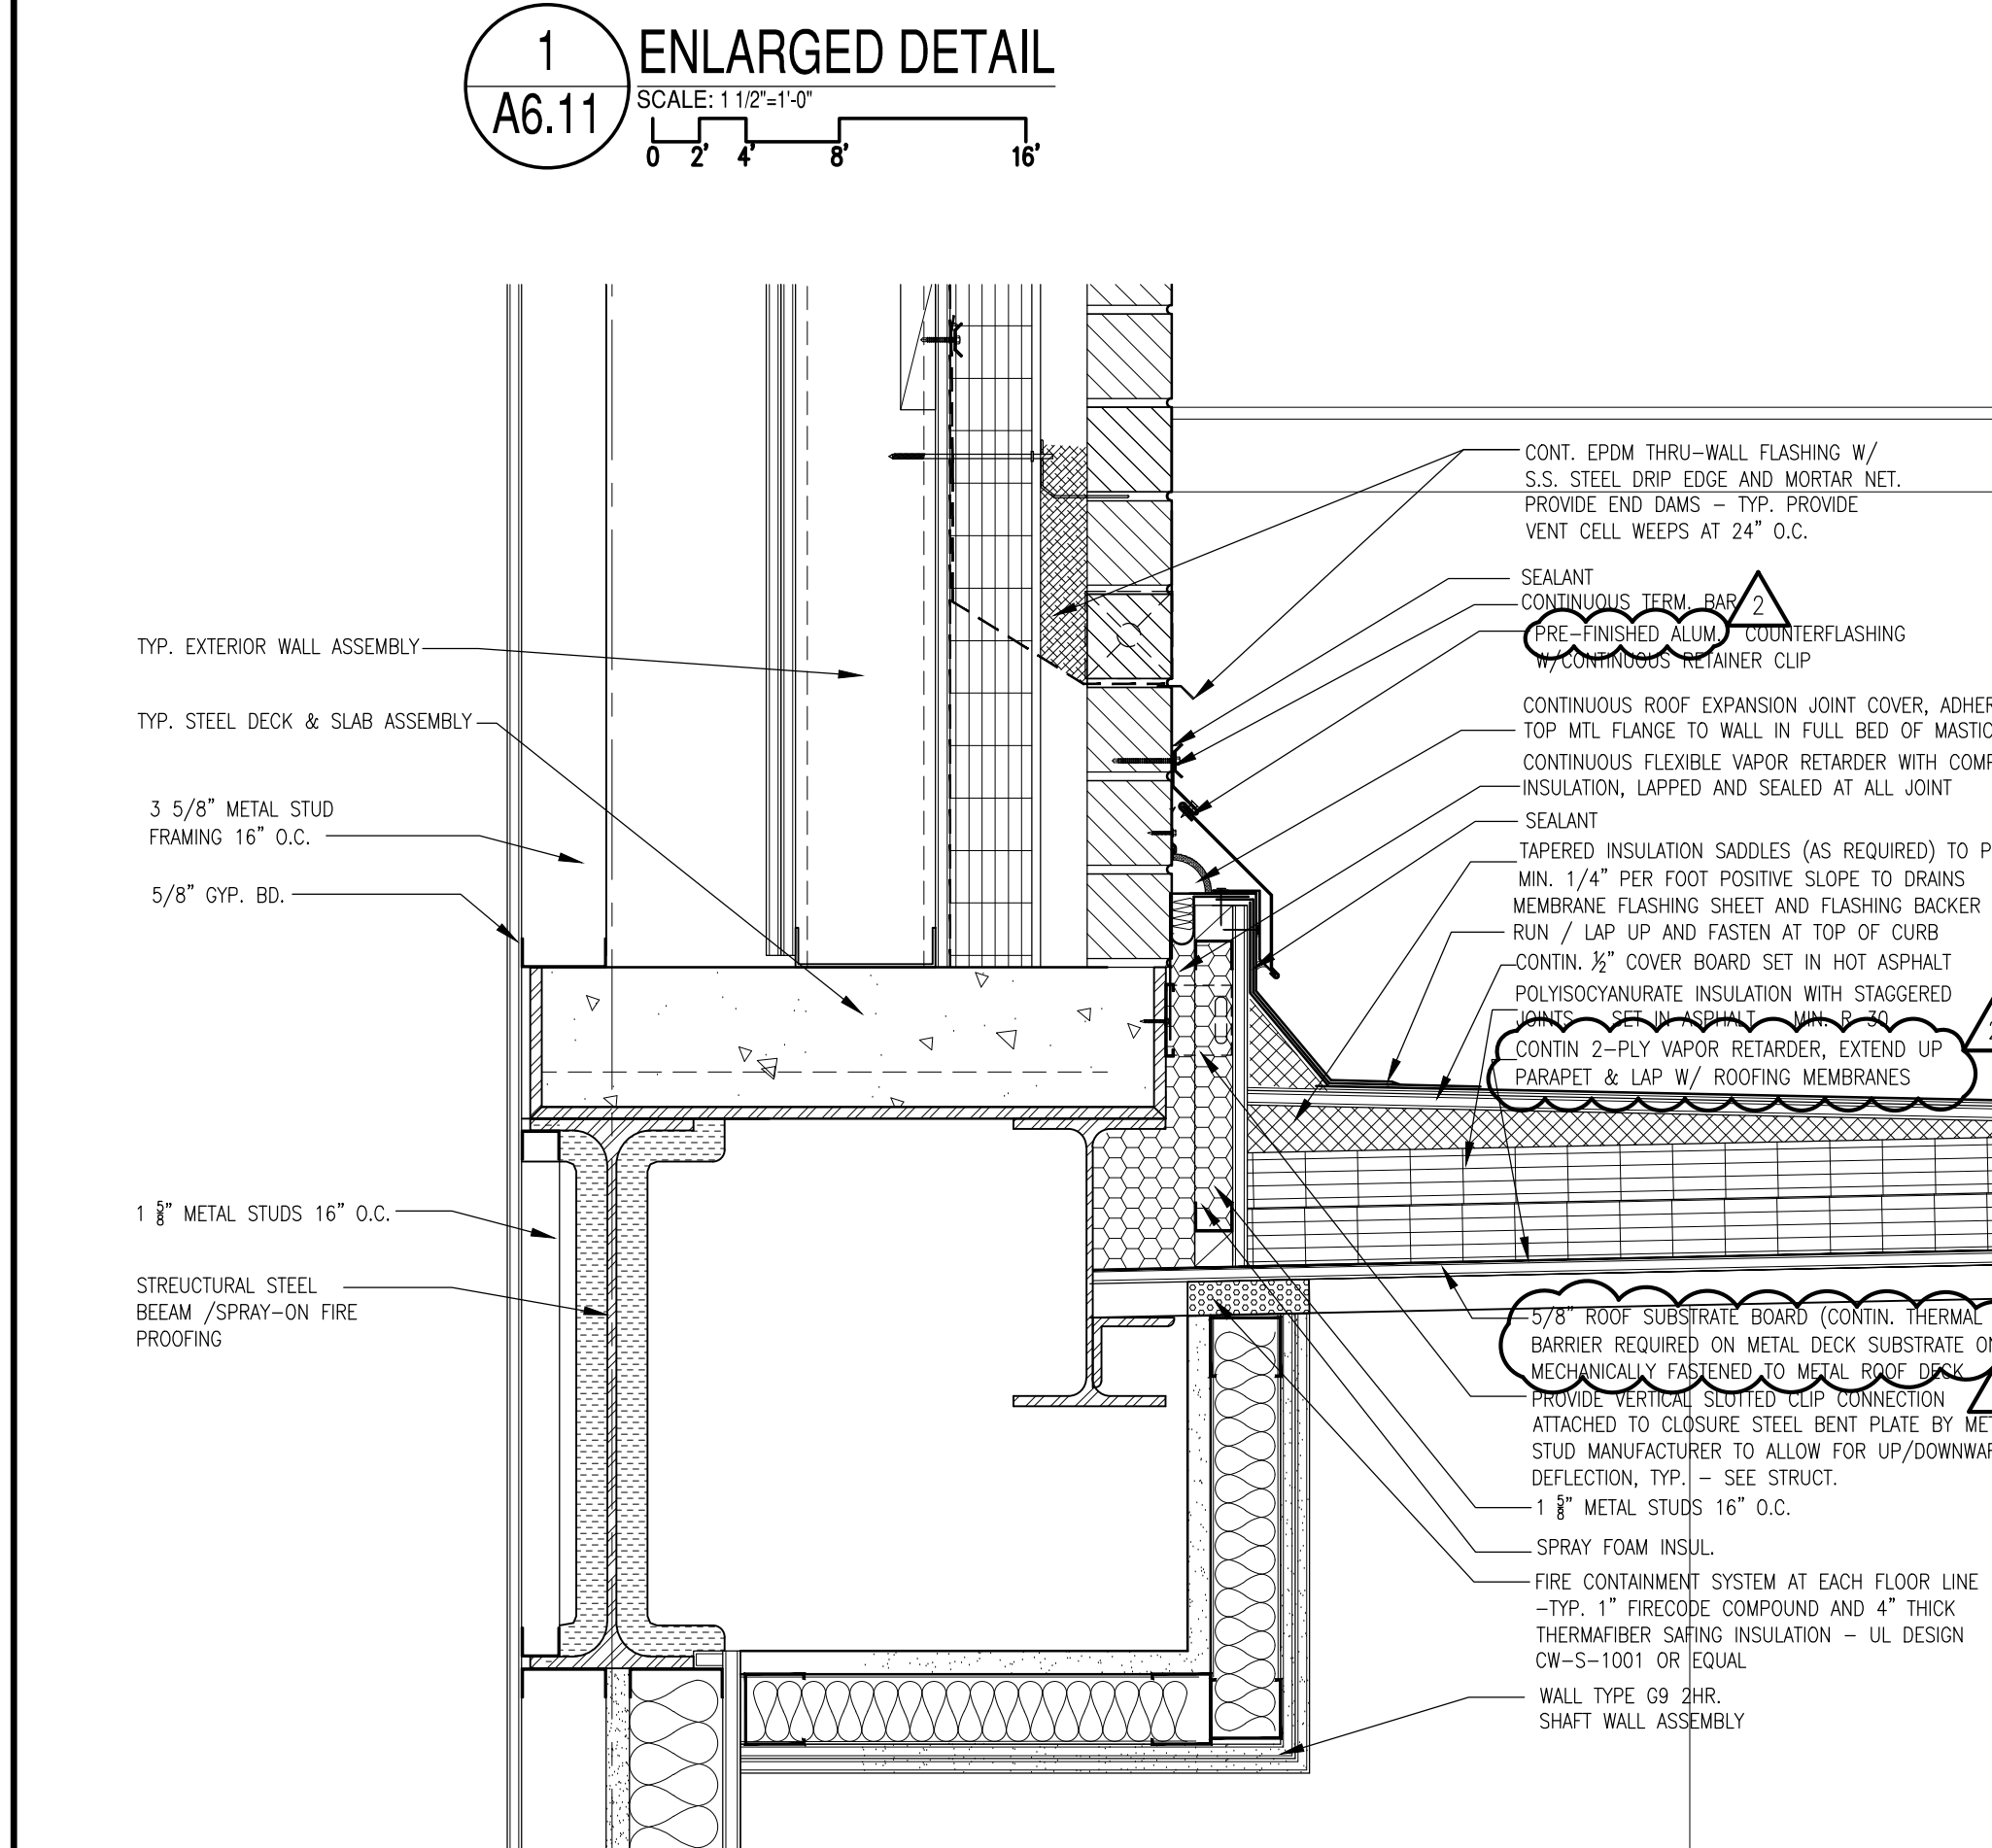 1
A6.11
ENLARGED DETAIL
SCALE: 1 1/2"=1'-0"
0 2' 4' 8' 16'
TYP. EXTERIOR WALL ASSEMBLY
TYP. STEEL DECK & SLAB ASSEMBLY
3 5/8" METAL STUD
FRAMING 16" O.C.
5/8" GYP. BD.
1 5/8" METAL STUDS 16" O.C.
STREUCTURAL STEEL
BEEAM /SPRAY-ON FIRE
PROOFING
CONT. EPDM THRU-WALL FLASHING W/
S.S. STEEL DRIP EDGE AND MORTAR NET.
PROVIDE END DAMS - TYP. PROVIDE
VENT CELL WEEPS AT 24" O.C.
SEALANT
CONTINUOUS TERM. BAR
2
PRE-FINISHED ALUM. COUNTERFLASHING
W/CONTINUOUS RETAINER CLIP
CONTINUOUS ROOF EXPANSION JOINT COVER,
TOP MTL FLANGE TO WALL IN FULL BED OF MASTIC
CONTINUOUS FLEXIBLE VAPOR RETARDER WITH
INSULATION, LAPPED AND SEALED AT ALL JOINT
SEALANT
TAPERED INSULATION SADDLES (AS REQUIRED) TO
MIN. 1/4" PER FOOT POSITIVE SLOPE TO DRAINS
MEMBRANE FLASHING SHEET AND FLASHING BACKER
RUN / LAP UP AND FASTEN AT TOP OF CURB
CONTIN. ½" COVER BOARD SET IN HOT ASPHALT
POLYISOCYANURATE INSULATION WITH STAGGERED
JOINTS - SET IN ASPHALT - MIN. R-30
CONTIN 2-PLY VAPOR RETARDER, EXTEND UP
PARAPET & LAP W/ ROOFING MEMBRANES
5/8" ROOF SUBSTRATE BOARD (CONTIN. THERMAL
BARRIER REQUIRED ON METAL DECK SUBSTRATE
MECHANICALLY FASTENED TO METAL ROOF DECK
PROVIDE VERTICAL SLOTTED CLIP CONNECTION
ATTACHED TO CLOSURE STEEL BENT PLATE BY
STUD MANUFACTURER TO ALLOW FOR
DEFLECTION, TYP. - SEE STRUCT.
1 5/8" METAL STUDS 16" O.C.
SPRAY FOAM INSUL.
FIRE CONTAINMENT SYSTEM AT EACH FLOOR LINE
-TYP. 1" FIRECODE COMPOUND AND 4" THICK
THERMAFIBER SAFING INSULATION - UL DESIGN
CW-S-1001 OR EQUAL
WALL TYPE G9 2HR.
SHAFT WALL ASSEMBLY